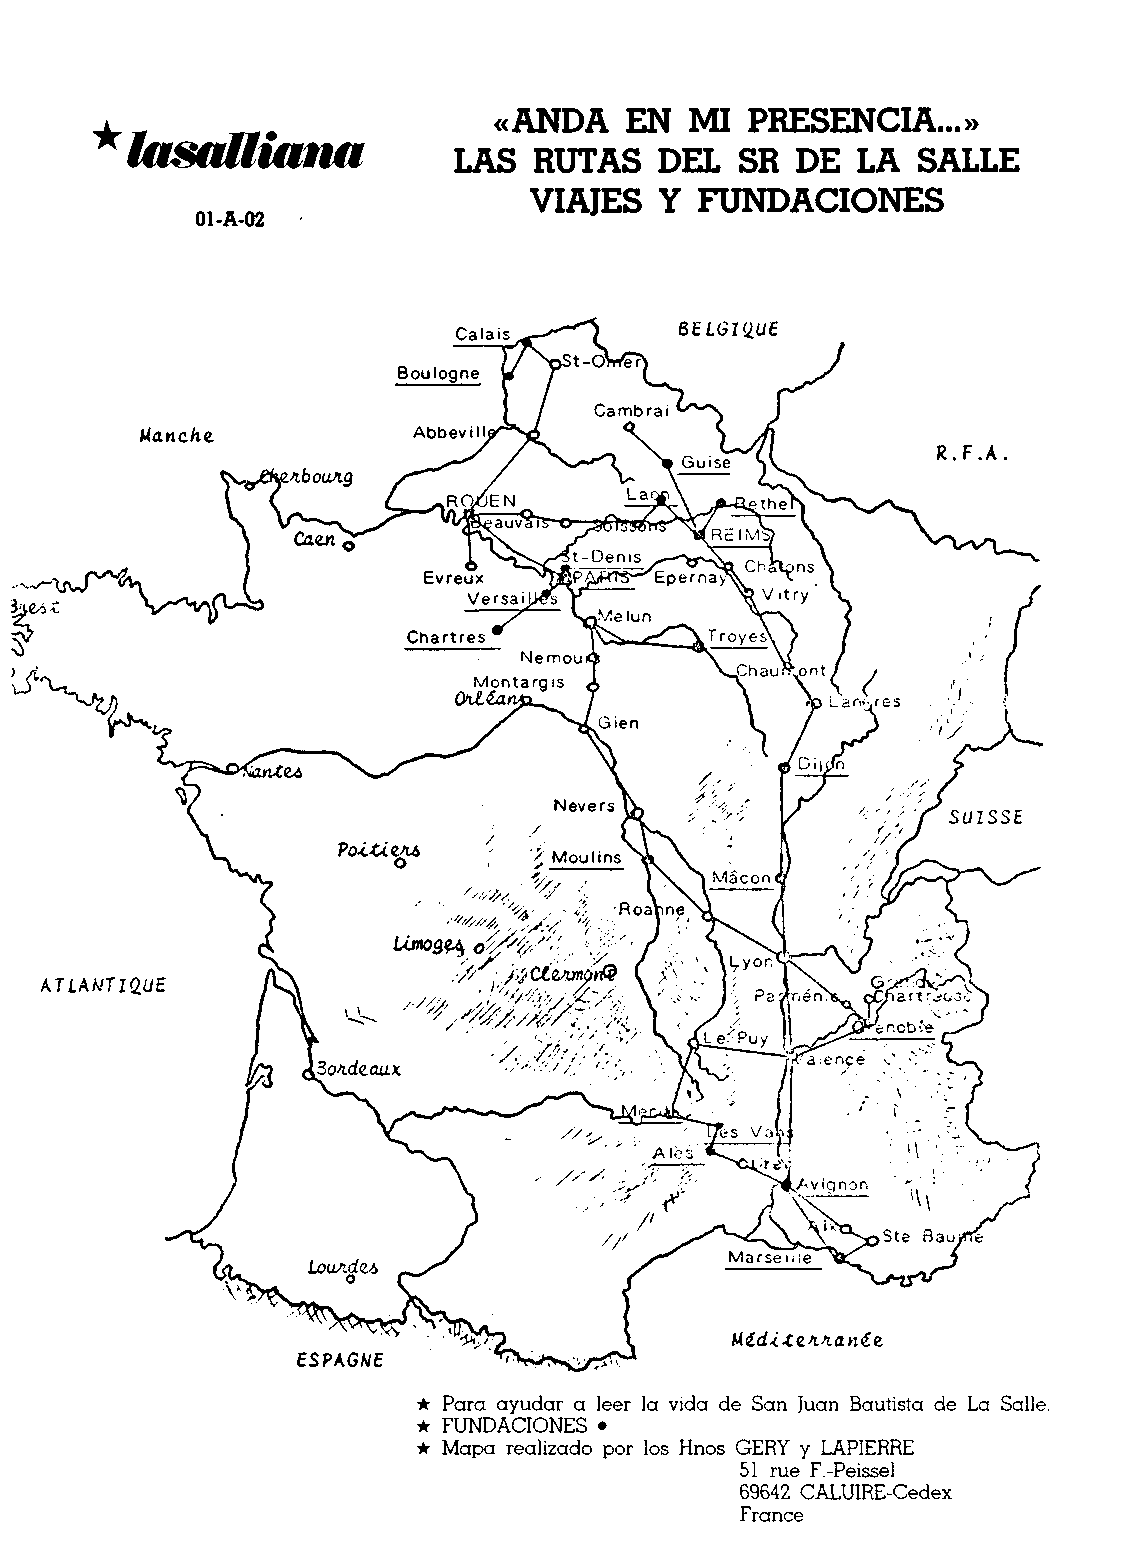 ★ lasalliana
01-A-02
«ANDA EN MI PRESENCIA...»
LAS RUTAS DEL SR DE LA SALLE
VIAJES Y FUNDACIONES
BELGIQUE
Calais
St-Omer
Boulogne
Cambrai
Abbeville
Manche
R.F.A.
Guise
Cherbourg
Laon
Rethel
ROUEN
Beauvais
Soissons
REIMS
Caen
St-Denis
Chalons
Evreux
PARIS
Epernay
Brest
Versailles
Vitry
Melun
Chartres
Troyes
Nemours
Chaumont
Montargis
Orléans
Langres
Gien
Nantes
Dijon
Nevers
SUISSE
Poitiers
Moulins
Mâcon
Roanne
Limoges
Lyon
Clermont
ATLANTIQUE
Grande
Parménie
Chartreuse
Grenoble
Le Puy
Valence
Bordeaux
Les Vans
Ales
Avignon
Aix
Ste Baume
Marseille
Lourdes
Méditerranée
ESPAGNE
★ Para ayudar a leer la vida de San Juan Bautista de La Salle.
★ FUNDACIONES ●
★ Mapa realizado por los Hnos GERY y LAPIERRE
51 rue F.-Peissel
69642 CALUIRE-Cedex
France